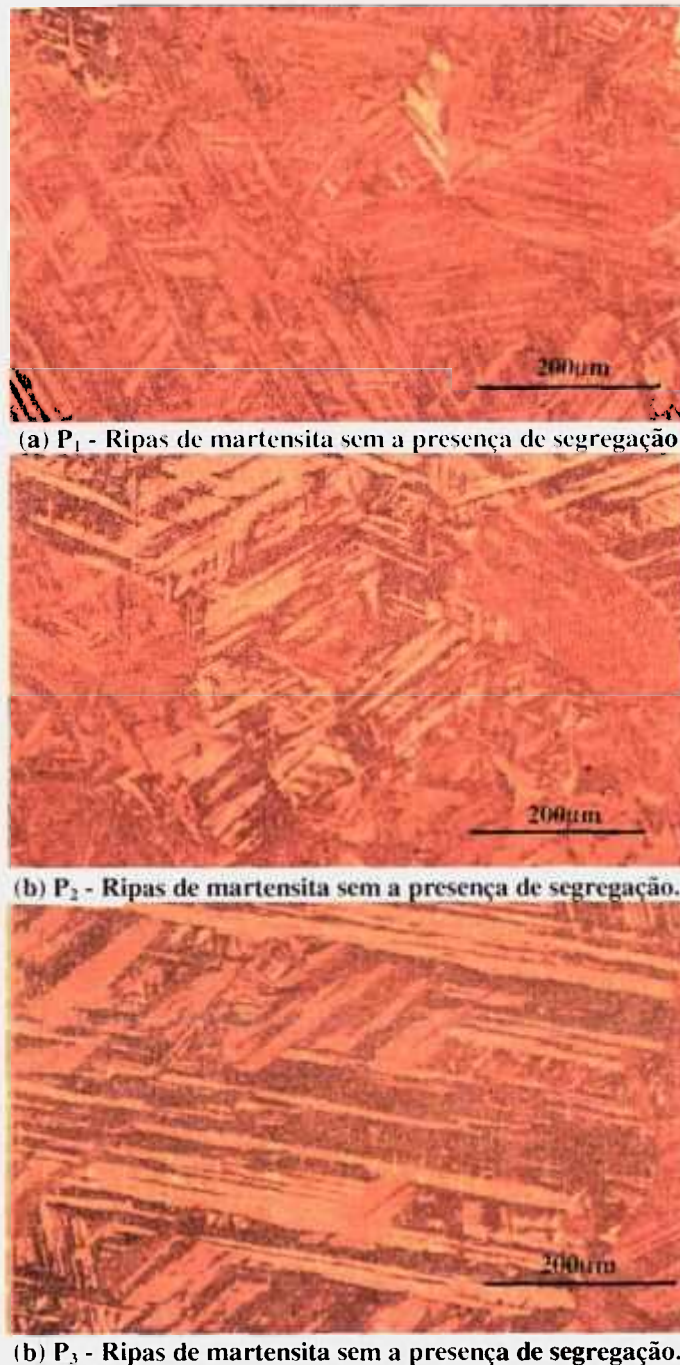 200µm
(a) P₁ - Ripas de martensita sem a presença de segregação
200µm
(b) P₂ - Ripas de martensita sem a presença de segregação.
200µm
(b) P₃ - Ripas de martensita sem a presença de segregação.